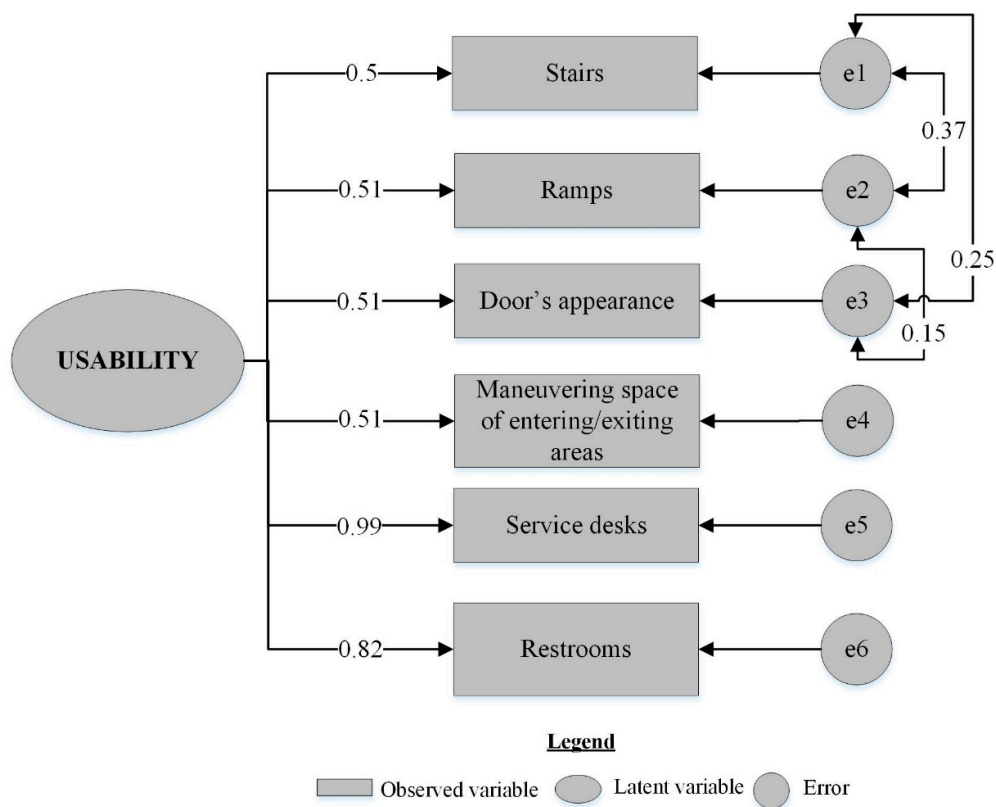 0.5
Stairs
e1
0.37
0.51
Ramps
e2
0.25
USABILITY
0.51
Door’s appearance
e3
0.15
0.51
Maneuvering space
of entering/exiting
areas
e4
0.99
Service desks
e5
0.82
Restrooms
e6
Legend
Observed variable
Latent variable
Error